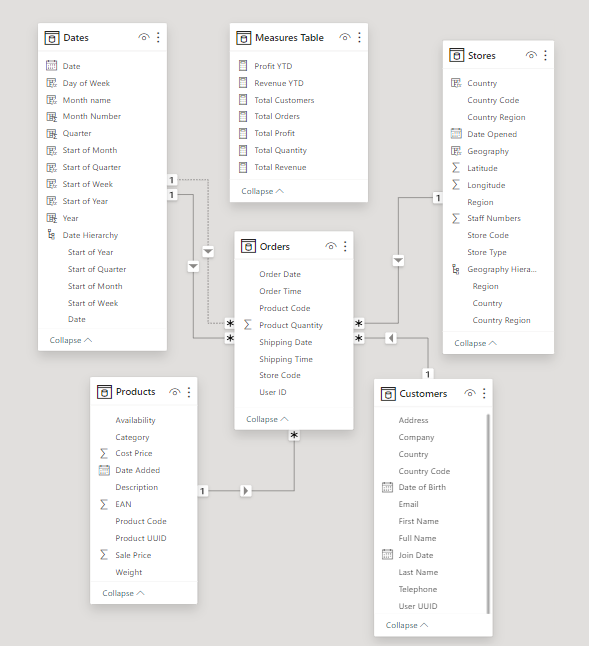 Dates
Date
Day of Week
Month name
Month Number
Quarter
Start of Month
Start of Quarter
Start of Week
Start of Year
Year
Date Hierarchy
Start of Year
Start of Quarter
Start of Month
Start of Week
Date
Collapse
Measures Table
Profit YTD
Revenue YTD
Total Customers
Total Orders
Total Profit
Total Quantity
Total Revenue
Collapse
Stores
Country
Country Code
Country Region
Date Opened
Geography
Latitude
Longitude
Region
Staff Numbers
Store Code
Store Type
Geography Hiera...
Region
Country
Country Region
Collapse
1
1
1
Orders
Order Date
Order Time
Product Code
Product Quantity
Shipping Date
Shipping Time
Store Code
User ID
Collapse
*
*
*
*
*
1
1
Products
Availability
Category
Cost Price
Date Added
Description
EAN
Product Code
Product UUID
Sale Price
Weight
Collapse
Customers
Address
Company
Country
Country Code
Date of Birth
Email
First Name
Full Name
Join Date
Last Name
Telephone
User UUID
Collapse